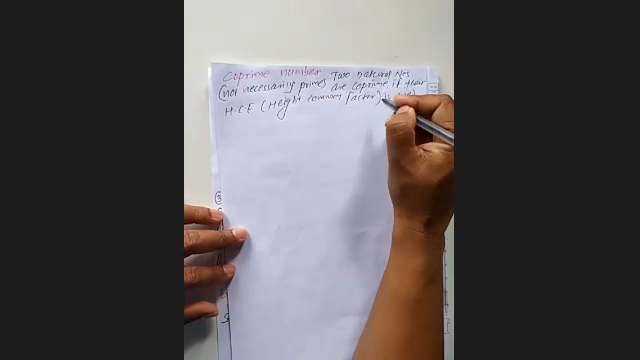 Coprime number Two natural Nos
(not necessarily prime) are coprime, if their
H.C.F (Height common factor) is